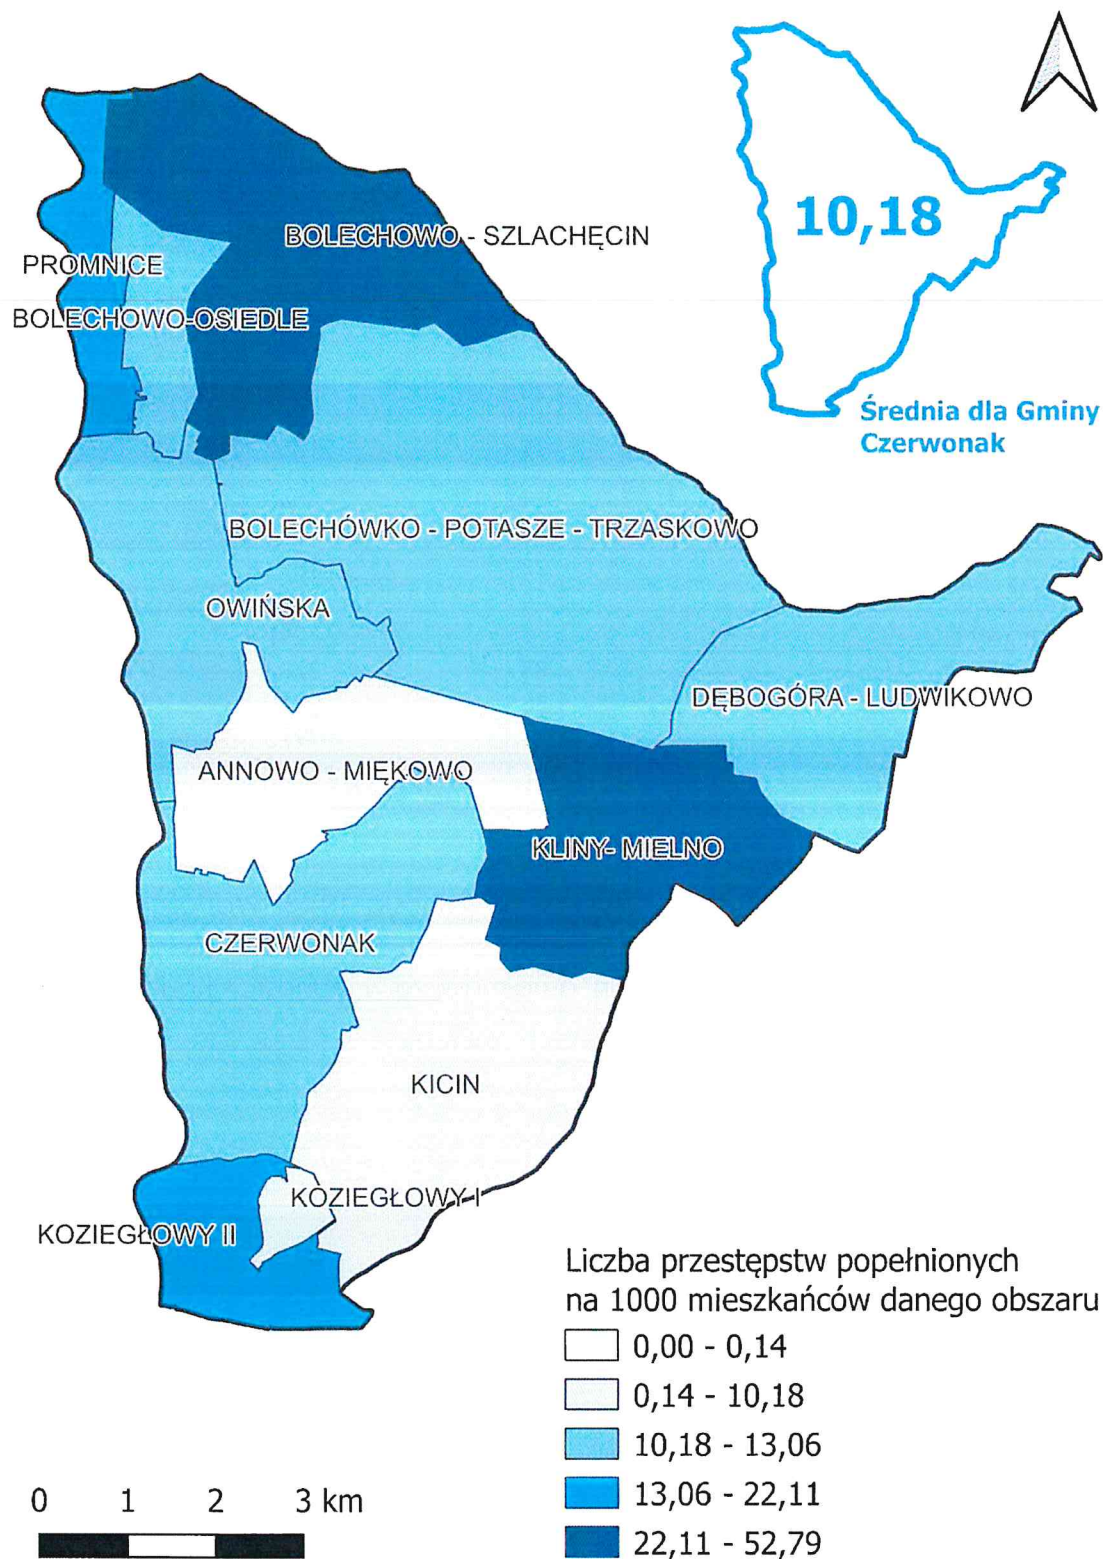 10,18
Średnia dla Gminy
Czerwonak
BOLECHOWO - SZLACHĘCIN
PROMNICE
BOLECHOWO-OSIEDLE
BOLECHÓWKO - POTASZE - TRZASKOWO
OWIŃSKA
DĘBOGÓRA - LUDWIKOWO
ANNOWO - MIĘKOWO
KLINY- MIELNO
CZERWONAK
KICIN
KOZIEGŁOWY I
KOZIEGŁOWY II
Liczba przestępstw popełnionych
na 1000 mieszkańców danego obszaru
0,00 - 0,14
0,14 - 10,18
10,18 - 13,06
13,06 - 22,11
22,11 - 52,79
0 1 2 3 km